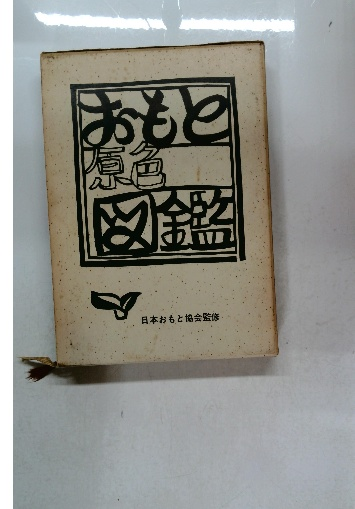 おもと
原色
図鑑
日本おもと協会監修